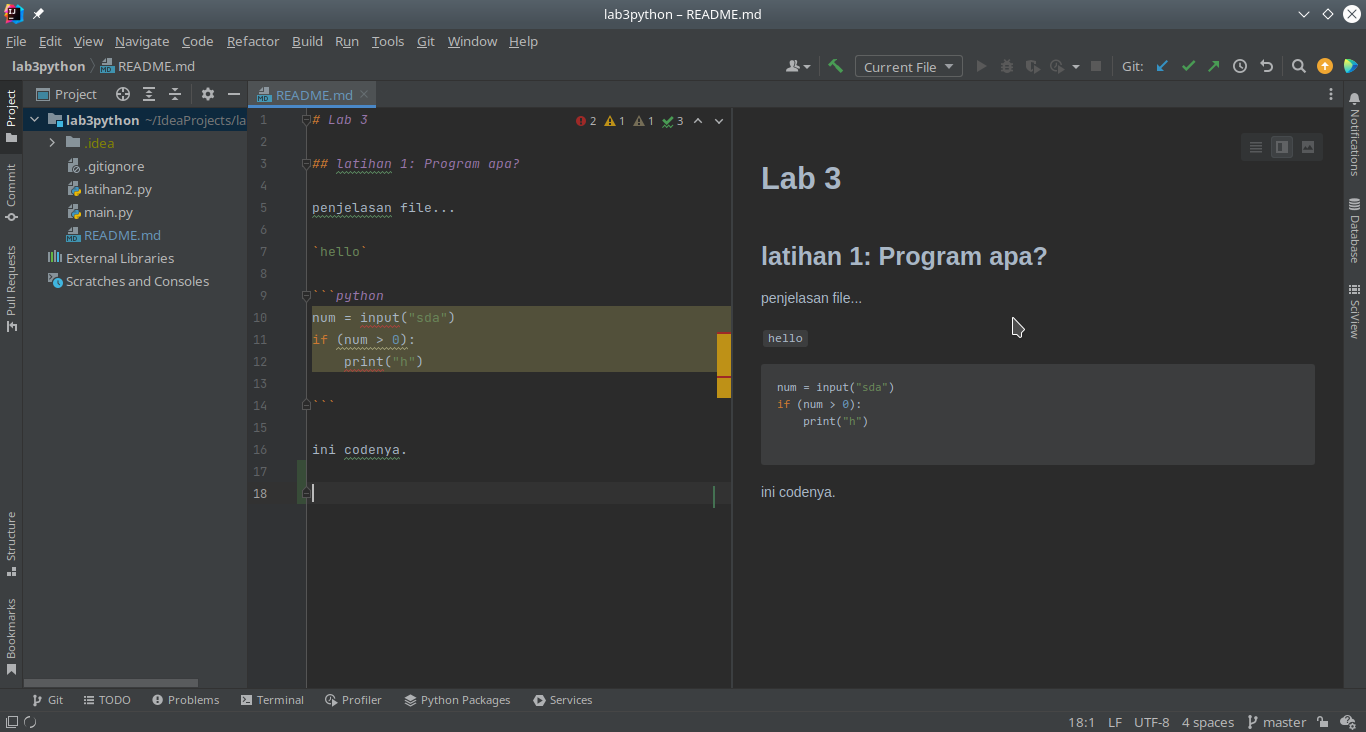 lab3python – README.md
File Edit View Navigate Code Refactor Build Run Tools Git Window Help
lab3python README.md Current File Git:
Project README.md
Project
Commit
Pull Requests
Structure
Bookmarks
lab3python ~/IdeaProjects/la
.idea
.gitignore
latihan2.py
main.py
README.md
External Libraries
Scratches and Consoles
2 1 1 3
1 # Lab 3
2
3 ## latihan 1: Program apa?
4
5 penjelasan file...
6
7 `hello`
8
9 ```python
10 num = input("sda")
11 if (num > 0):
12 print("h")
13
14 ```
15
16 ini codenya.
17
18
Lab 3
latihan 1: Program apa?
penjelasan file...
hello
num = input("sda")
if (num > 0):
print("h")
ini codenya.
Notifications
Database
SciView
Git TODO Problems Terminal Profiler Python Packages Services
18:1 LF UTF-8 4 spaces master